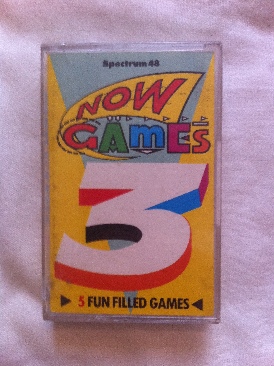 Spectrum 48
NOW
GAMES
3
5 FUN FILLED GAMES